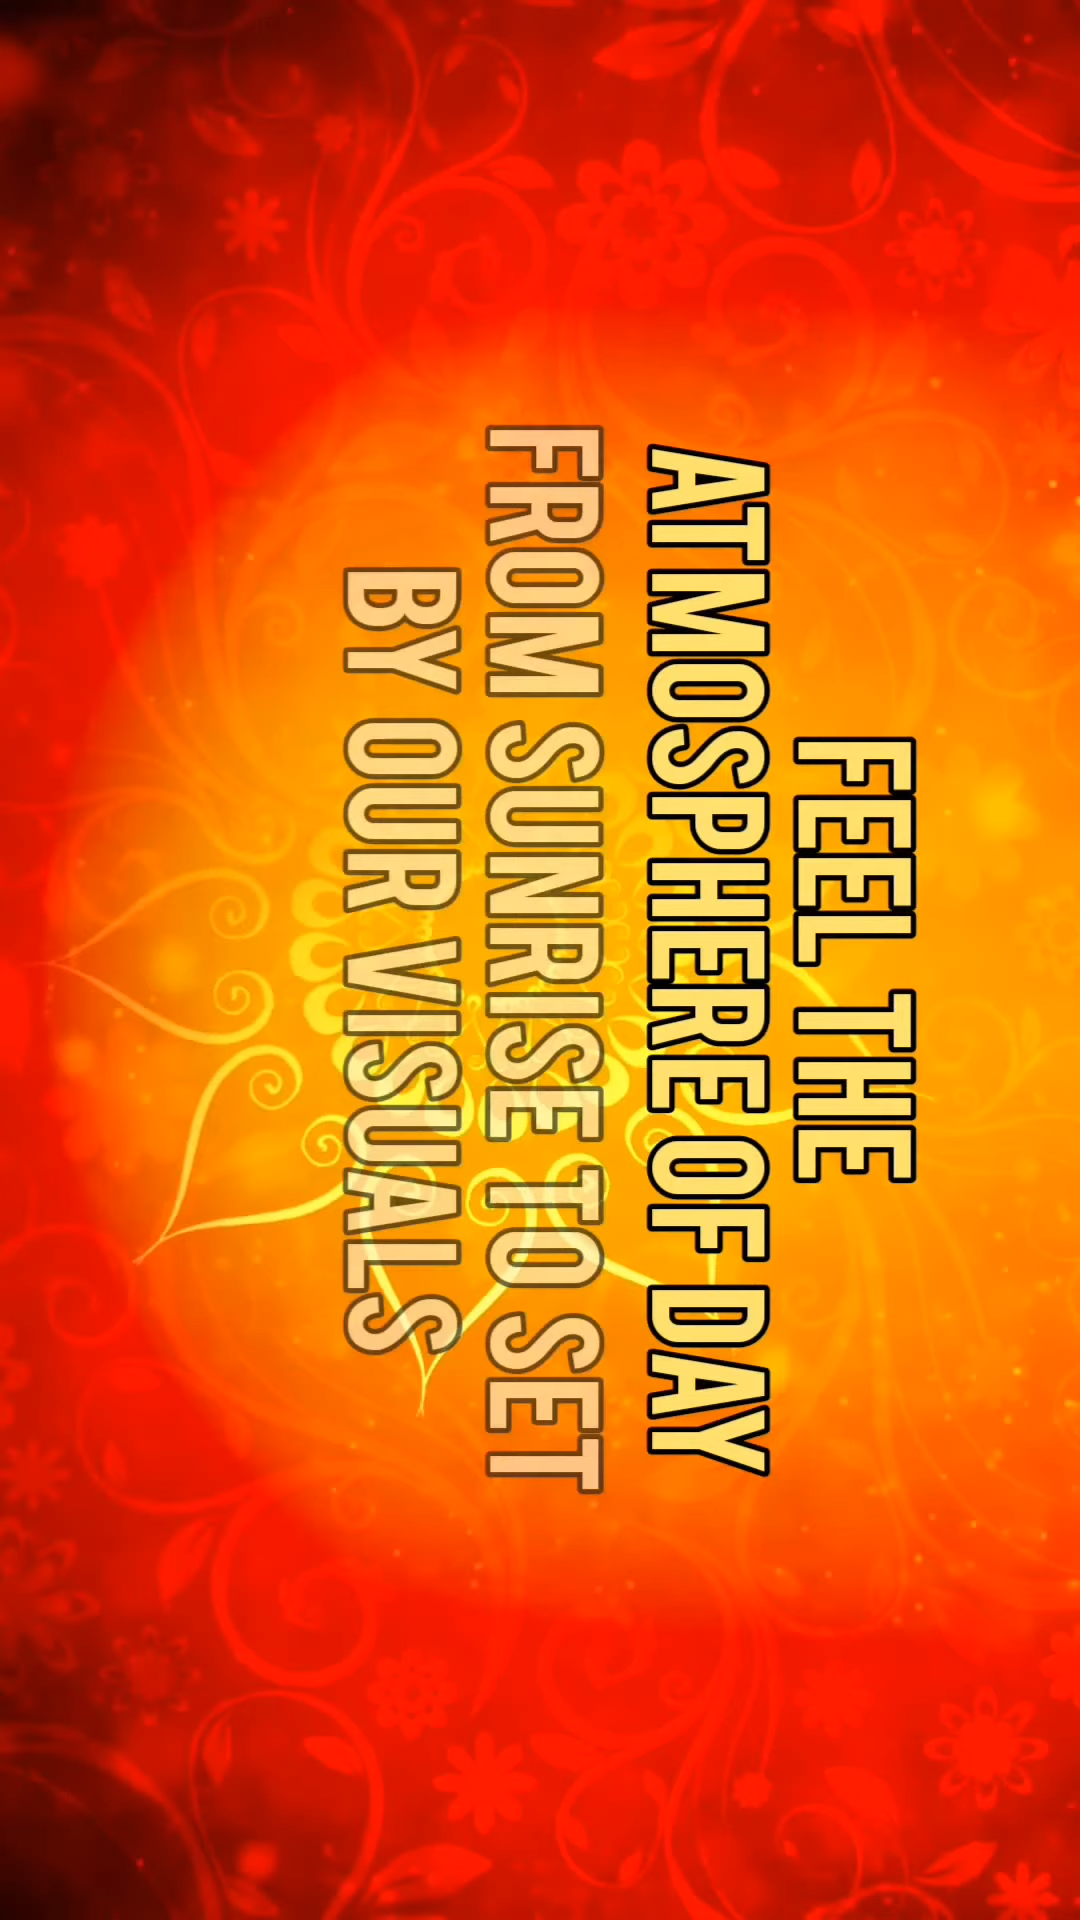 FEEL THE
ATMOSPHERE OF DAY
FROM SUNRISE TO SET
BY OUR VISUALS